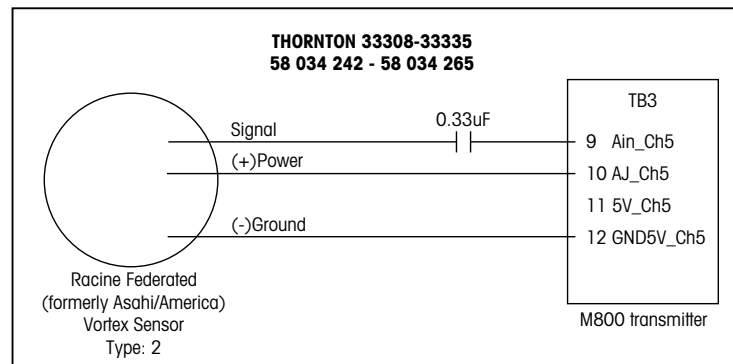 THORNTON 33308-33335
58 034 242 - 58 034 265
TB3
Signal
0.33uF
9 Ain_Ch5
(+)Power
10 AJ_Ch5
11 5V_Ch5
(-)Ground
12 GND5V_Ch5
Racine Federated
(formerly Asahi/America)
Vortex Sensor
Type: 2
M800 transmitter